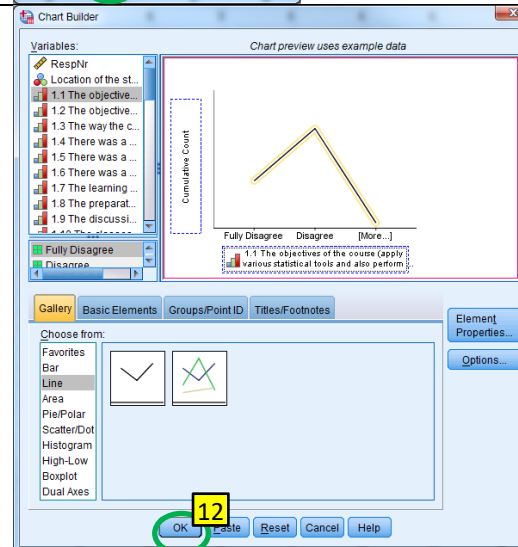 Chart Builder
Variables:
Chart preview uses example data
RespNr
Location of the st...
1.1 The objective...
1.2 The objective...
1.3 The way the c...
1.4 There was a ...
1.5 There was a ...
1.6 There was a ...
1.7 The learning ...
1.8 The preparat...
1.9 The discussi...
Fully Disagree
Disagree
Cumulative Count
Fully Disagree Disagree [More...]
1.1 The objectives of the course (apply
various statistical tools and also perform ...
Gallery Basic Elements Groups/Point ID Titles/Footnotes
Choose from:
Favorites
Bar
Line
Area
Pie/Polar
Scatter/Dot
Histogram
High-Low
Boxplot
Dual Axes
Element
Properties...
Options...
12
OK Paste Reset Cancel Help